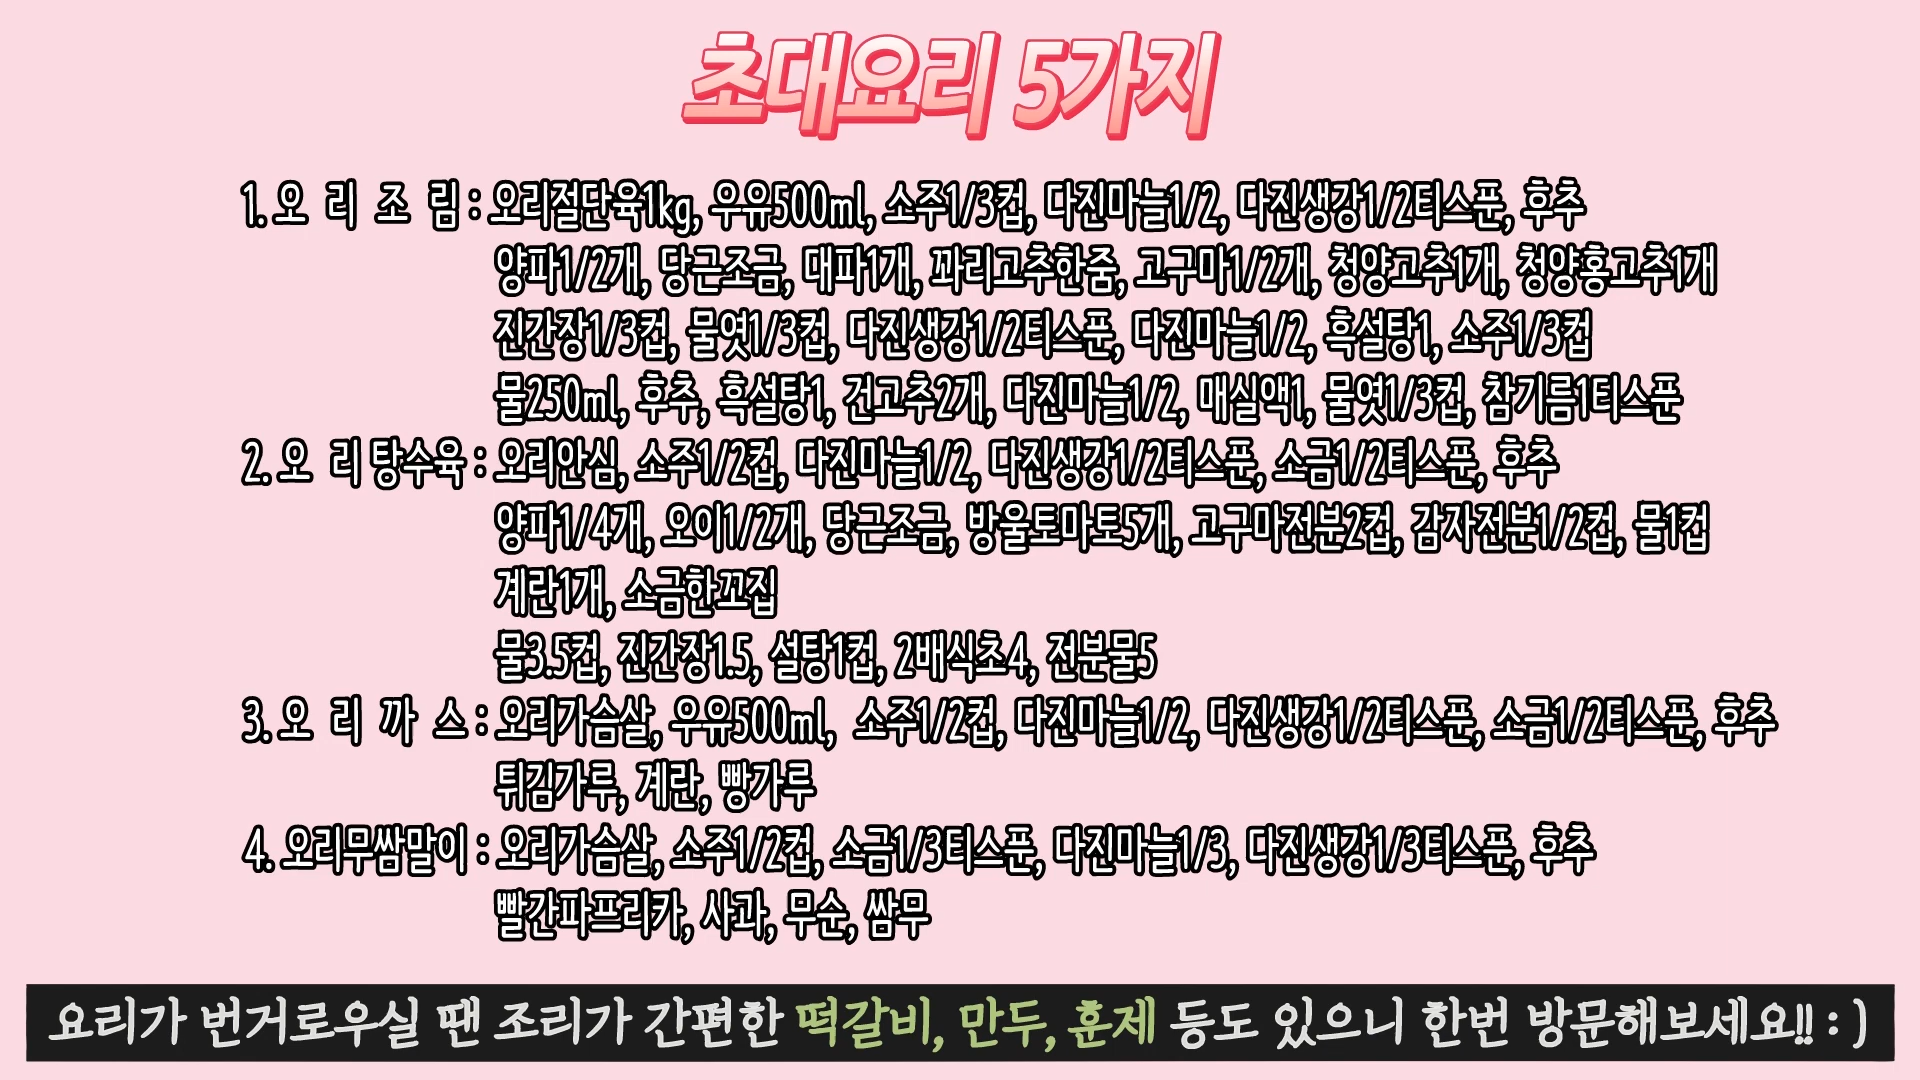 초대요리 5가지
1. 오 리 조 림 : 오리절단육1kg, 우유500ml, 소주1/3컵, 다진마늘1/2, 다진생강1/2티스푼, 후추
양파1/2개, 당근조금, 대파1개, 꽈리고추한줌, 고구마1/2개, 청양고추1개, 청양홍고추1개
진간장1/3컵, 물엿1/3컵, 다진생강1/2티스푼, 다진마늘1/2, 흑설탕1, 소주1/3컵
물250ml, 후추, 흑설탕1, 건고추2개, 다진마늘1/2, 매실액1, 물엿1/3컵, 참기름1티스푼
2. 오 리 탕수육 : 오리안심, 소주1/2컵, 다진마늘1/2, 다진생강1/2티스푼, 소금1/2티스푼, 후추
양파1/4개, 오이1/2개, 당근조금, 방울토마토5개, 고구마전분2컵, 감자전분1/2컵, 물1컵
계란1개, 소금한꼬집
물3.5컵, 진간장1.5, 설탕1컵, 2배식초4, 전분물5
3. 오 리 까 스 : 오리가슴살, 우유500ml, 소주1/2컵, 다진마늘1/2, 다진생강1/2티스푼, 소금1/2티스푼, 후추
튀김가루, 계란, 빵가루
4. 오리무쌈말이 : 오리가슴살, 소주1/2컵, 소금1/3티스푼, 다진마늘1/3, 다진생강1/3티스푼, 후추
빨간파프리카, 사과, 무순, 쌈무
요리가 번거로우실 땐 조리가 간편한 떡갈비, 만두, 훈제 등도 있으니 한번 방문해보세요!! : )